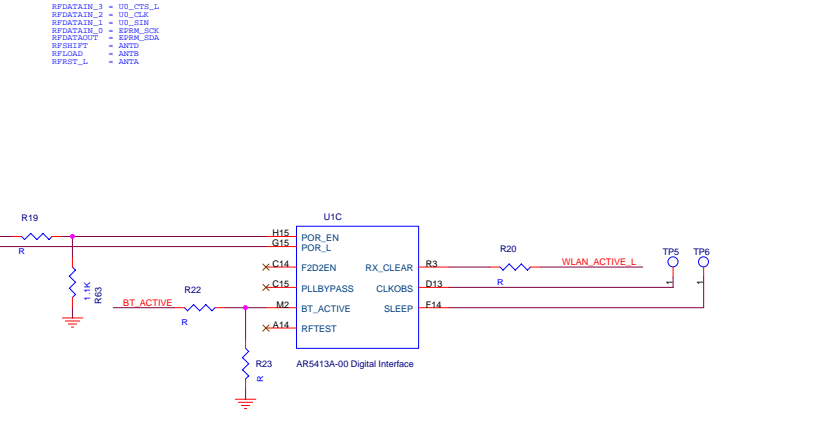 RFDATAIN_3 = U0_CTS_L
RFDATAIN_2 = U0_CLK
RFDATAIN_1 = U0_SIN
RFDATAIN_0 = EPRM_SCK
RFDATAOUT = EPRM_SDA
RFSHIFT = ANTD
RFLOAD = ANTB
RFRST_L = ANTA
R19
R
R63
1.1K
BT_ACTIVE
R22
R
R23
R
U1C
H15 POR_EN
G15 POR_L
C14 F2D2EN
C15 PLLBYPASS
M2 BT_ACTIVE
A14 RFTEST
RX_CLEAR R3
CLKOBS D13
SLEEP F14
AR5413A-00 Digital Interface
R20
R
WLAN_ACTIVE_L
TP5
1
TP6
1